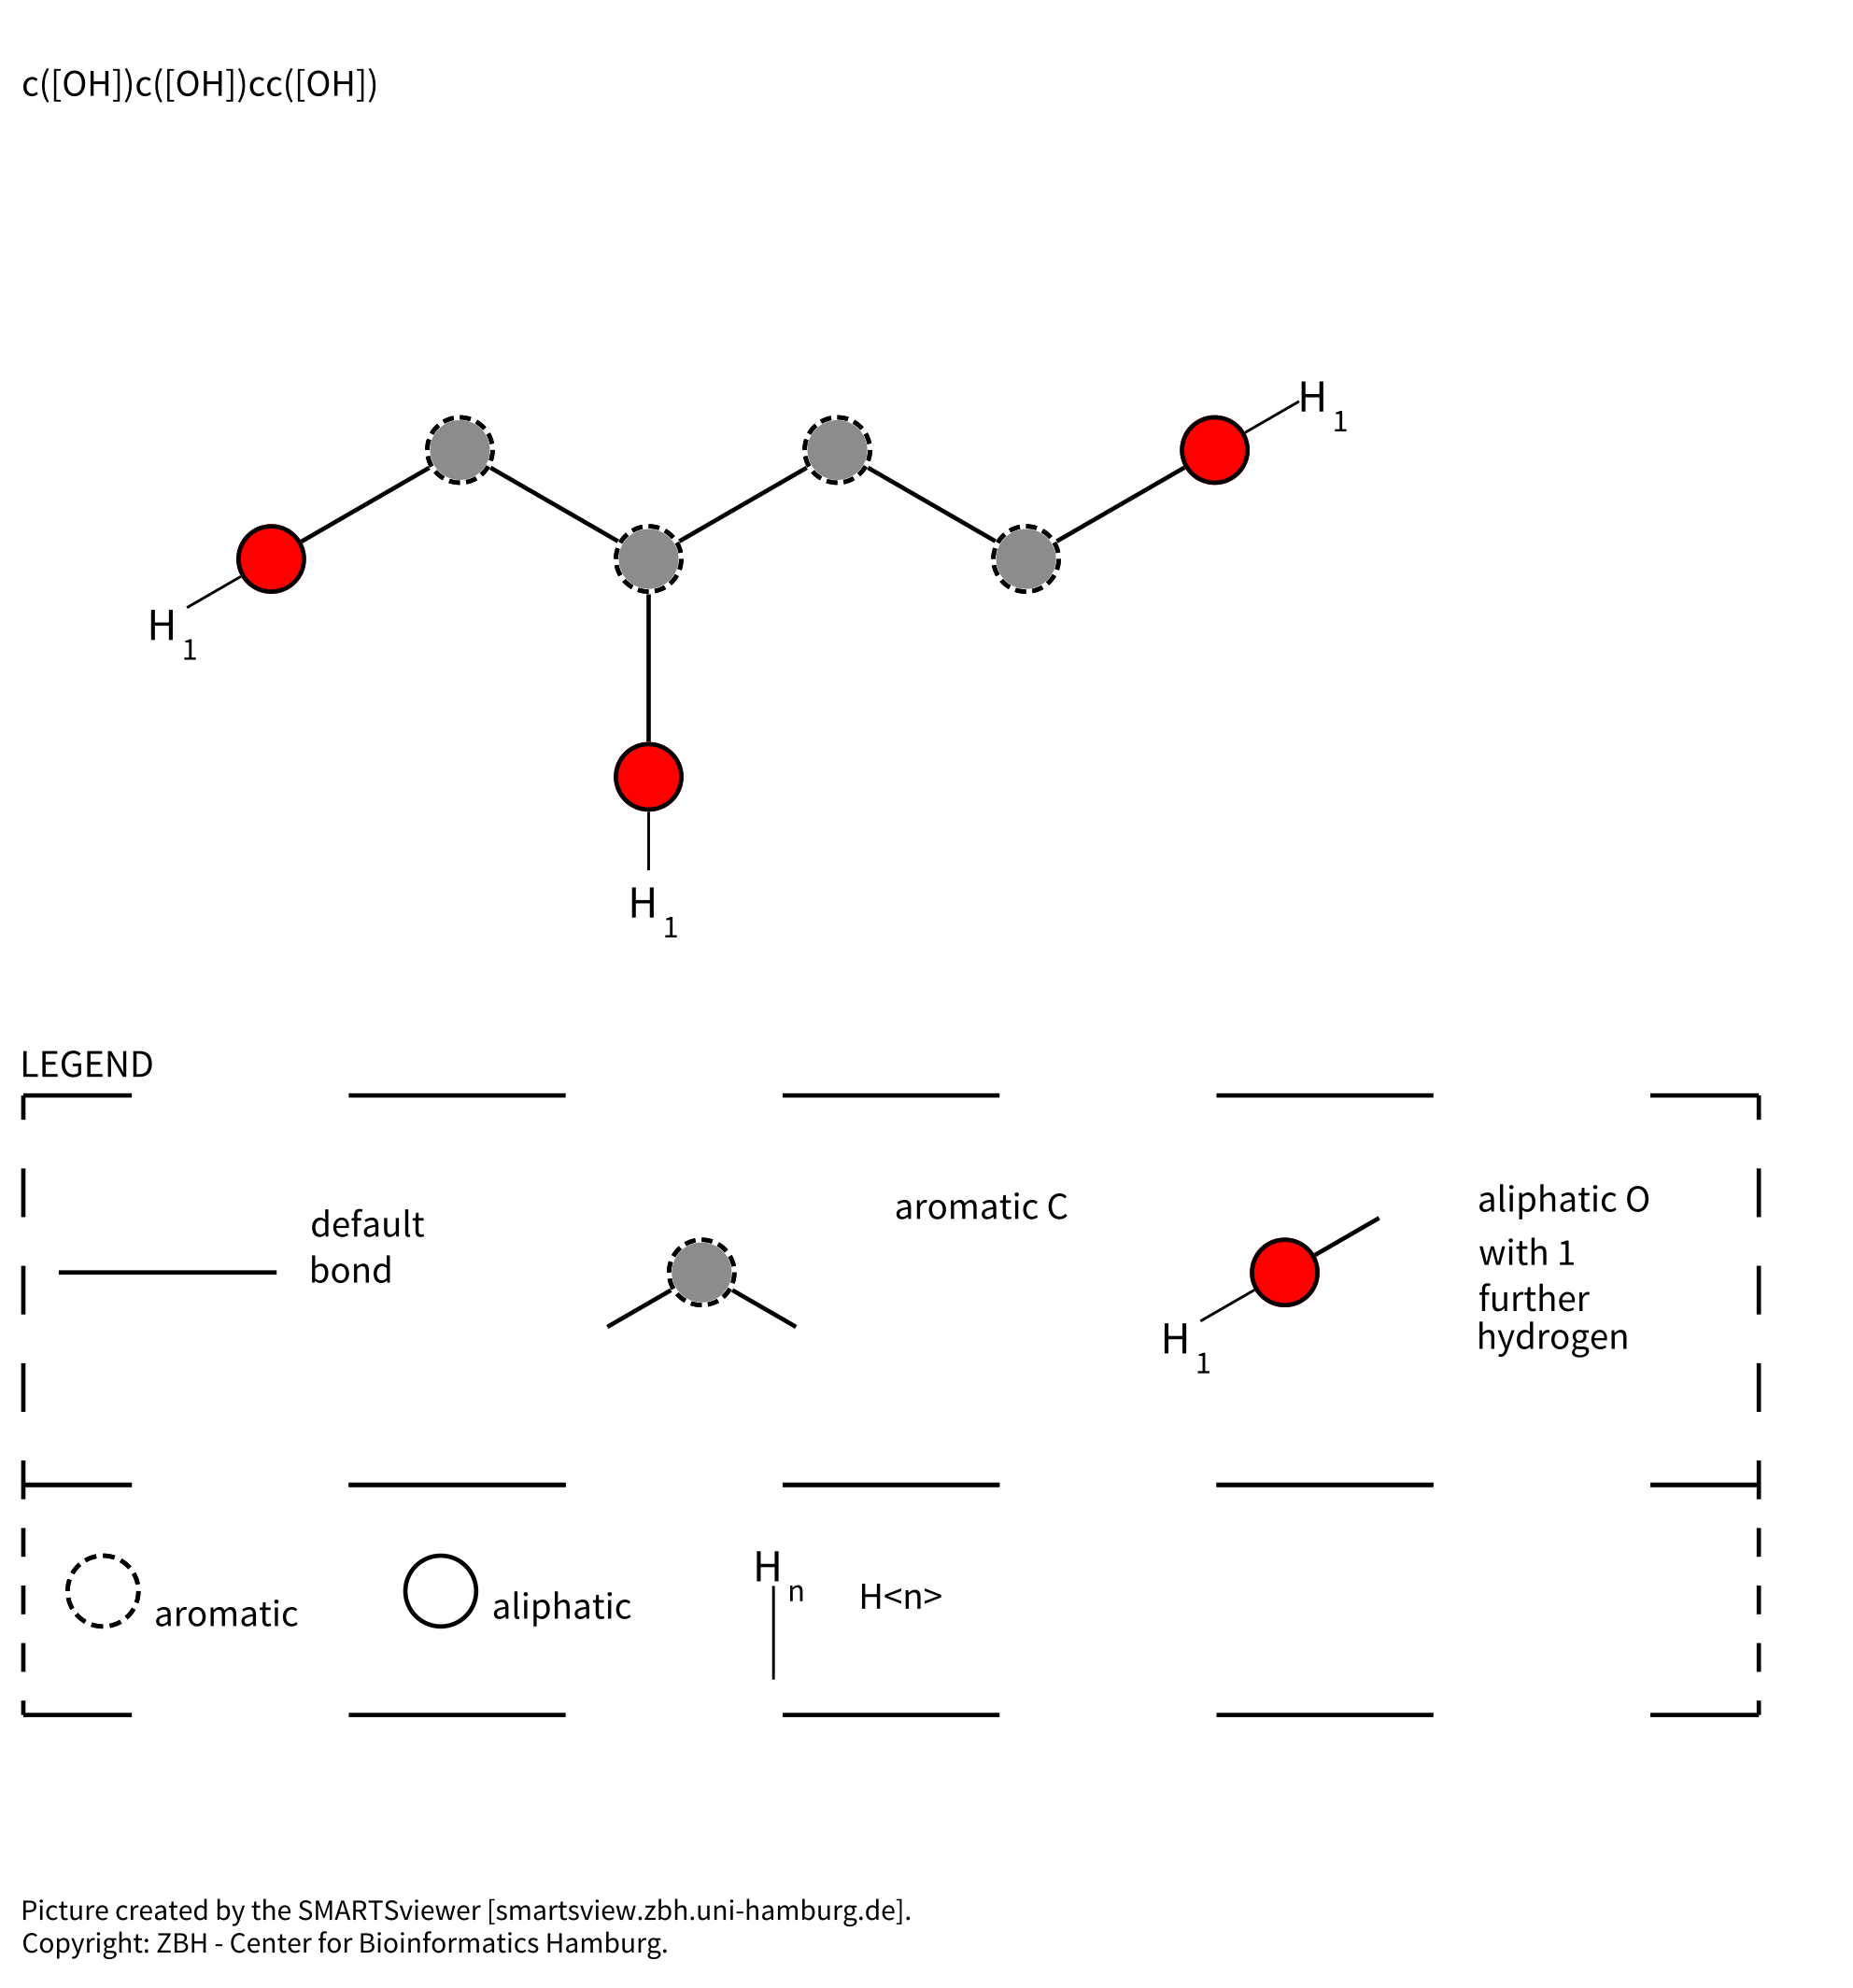 c([OH])c([OH])cc([OH])
H 1
H 1
H 1
LEGEND
default
bond
aromatic C
aliphatic O
with 1
further
hydrogen
H 1
aromatic
aliphatic
H n
H<n>
Picture created by the SMARTSviewer [smartsview.zbh.uni-hamburg.de].
Copyright: ZBH - Center for Bioinformatics Hamburg.